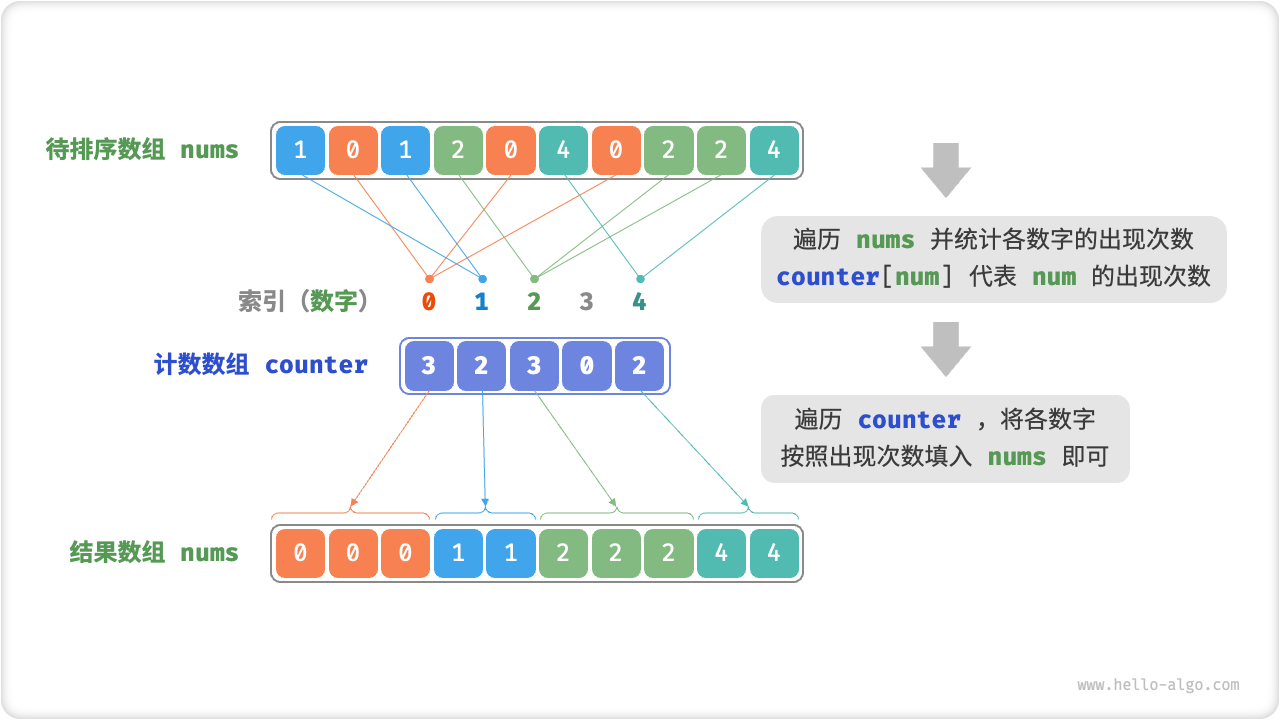 待排序数组 nums
1 0 1 2 0 4 0 2 2 4
遍历 nums 并统计各数字的出现次数
counter[num] 代表 num 的出现次数
索引（数字） 0 1 2 3 4
计数数组 counter
3 2 3 0 2
遍历 counter ，将各数字
按照出现次数填入 nums 即可
结果数组 nums
0 0 0 1 1 2 2 2 4 4
www.hello-algo.com